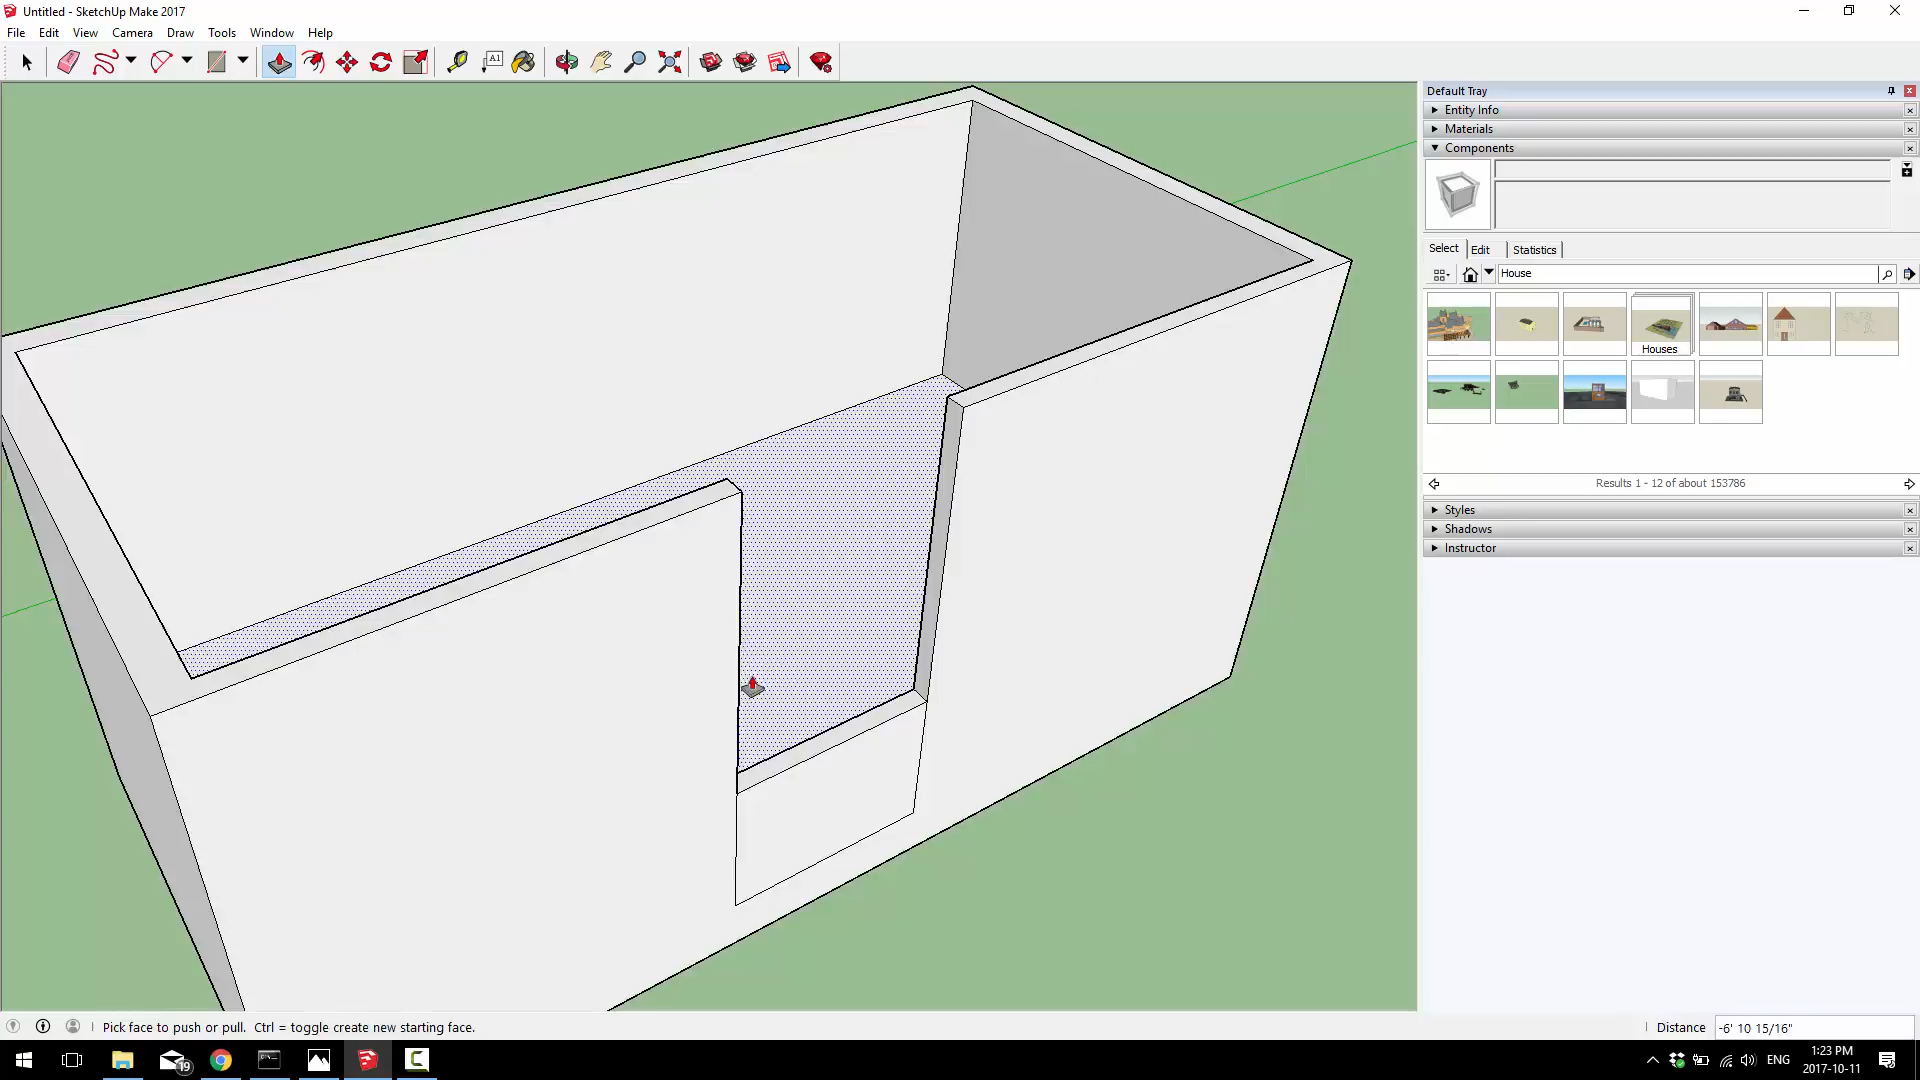 Untitled - SketchUp Make 2017
File Edit View Camera Draw Tools Window Help
A1
Default Tray
Entity Info
Materials
Components
Select Edit Statistics
House
Houses
Results 1 - 12 of about 153786
Styles
Shadows
Instructor
Pick face to push or pull. Ctrl = toggle create new starting face.
Distance -6' 10 15/16"
19
ENG
1:23 PM
2017-10-11